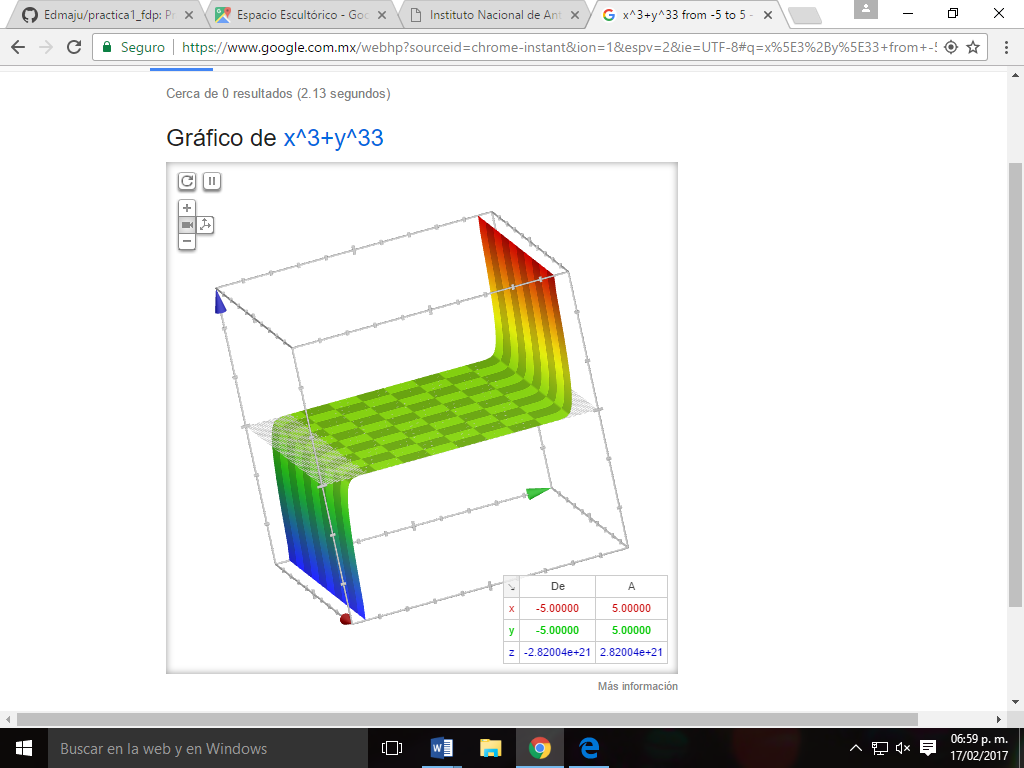 Edmaju/practica1_fdp: Pr
Espacio Escultórico - Goo
Instituto Nacional de Ant
x^3+y^33 from -5 to 5 -
Seguro
https://www.google.com.mx/webhp?sourceid=chrome-instant&ion=1&espv=2&ie=UTF-8#q=x%5E3%2By%5E33+from+-5
Cerca de 0 resultados (2.13 segundos)
Gráfico de x^3+y^33
De A
x -5.00000 5.00000
y -5.00000 5.00000
z -2.82004e+21 2.82004e+21
Más información
Buscar en la web y en Windows
06:59 p. m.
17/02/2017